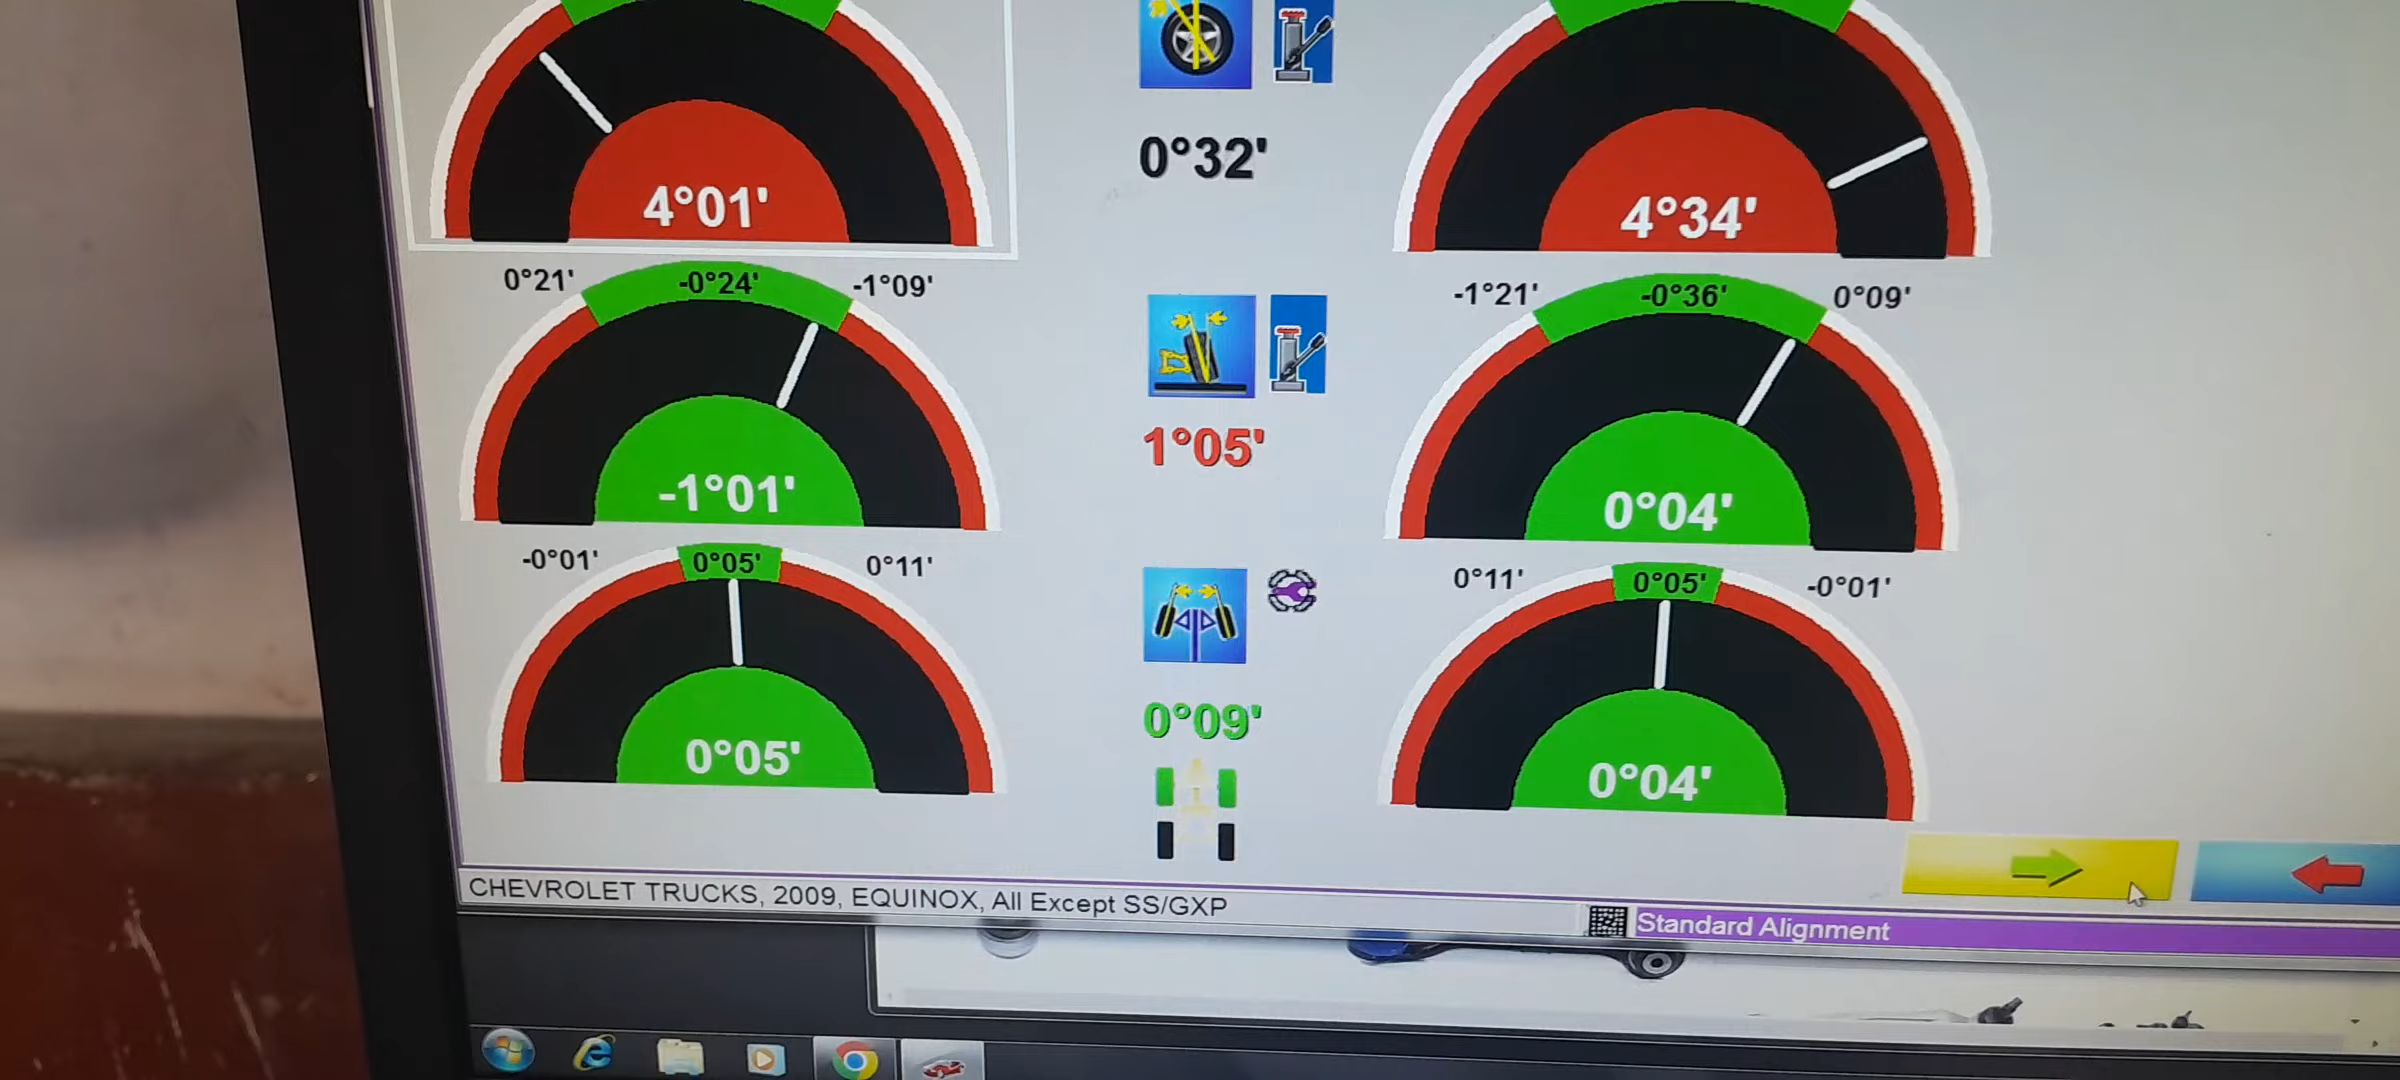 0°32'
4°01'
4°34'
0°21' -0°24' -1°09'
-1°21' -0°36' 0°09'
1°05'
-1°01'
0°04'
-0°01' 0°05' 0°11'
0°11' 0°05' -0°01'
0°09'
0°05'
0°04'
CHEVROLET TRUCKS, 2009, EQUINOX, All Except SS/GXP
Standard Alignment